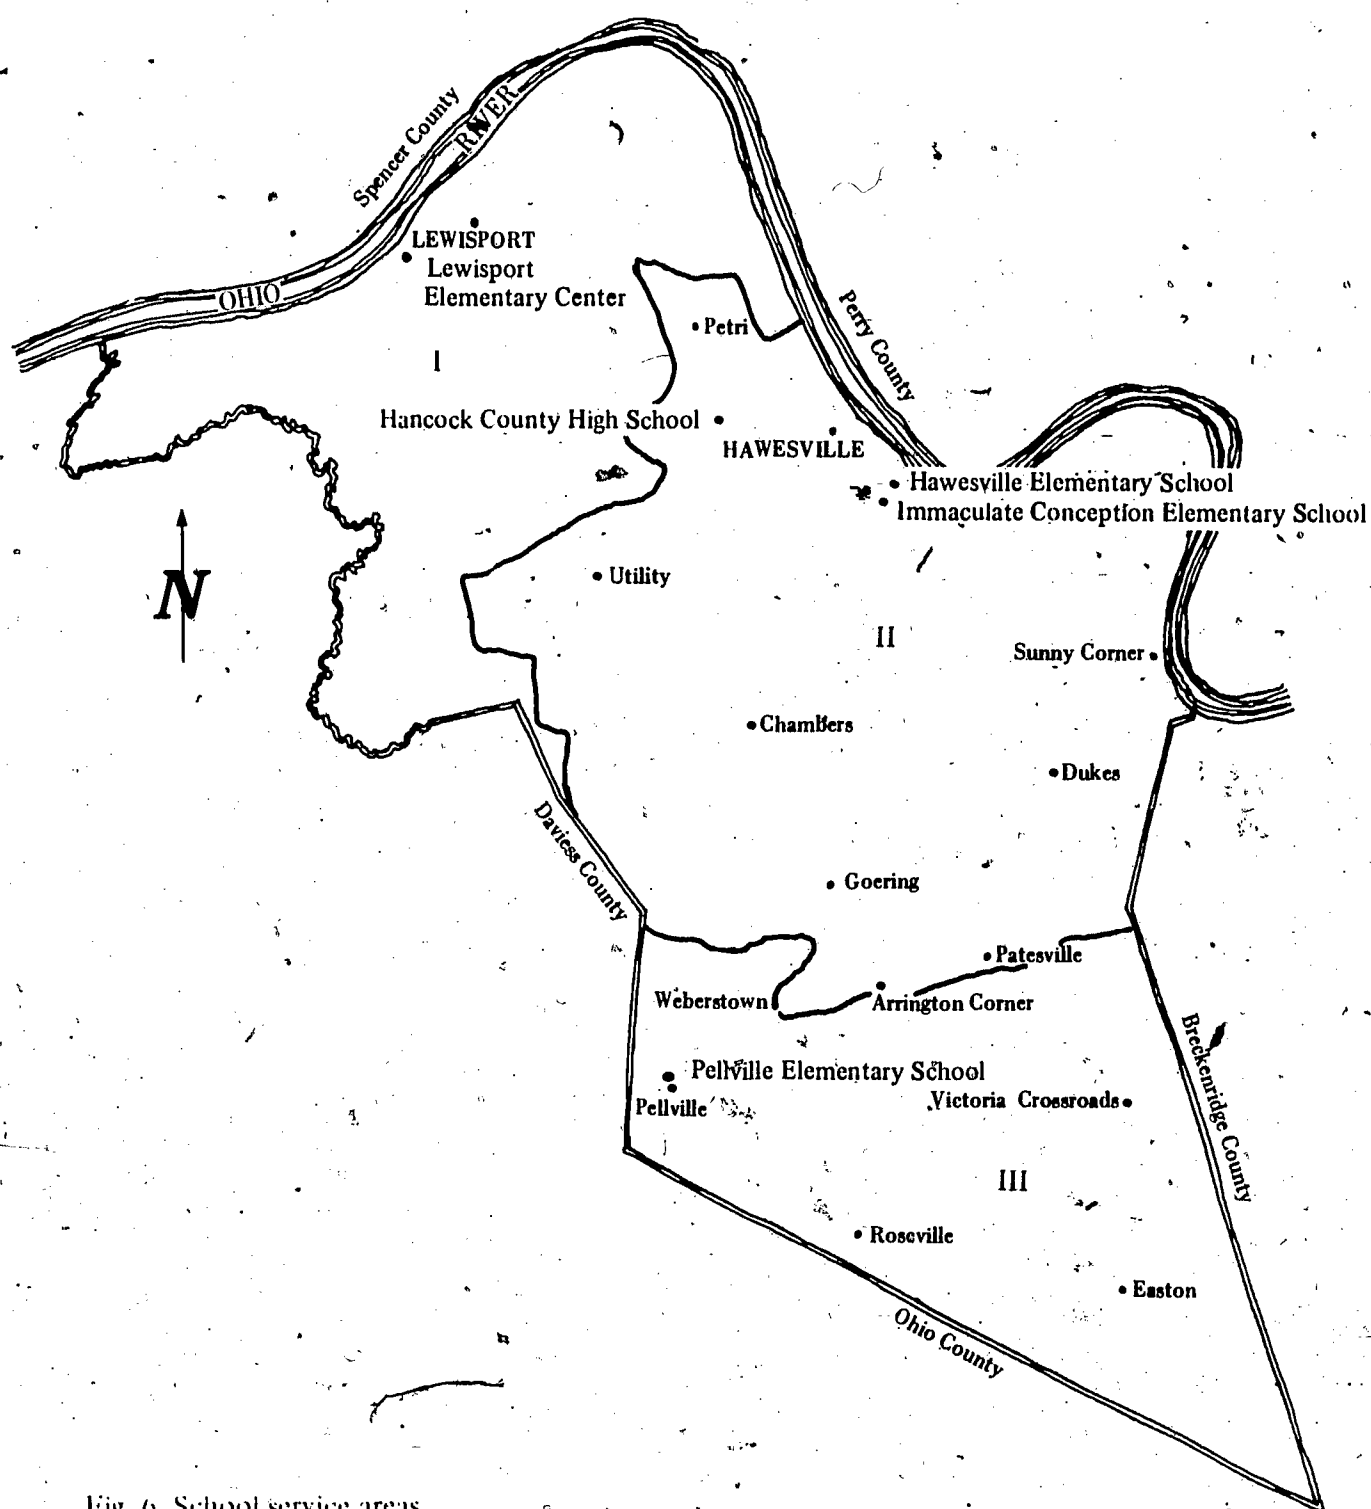 Spencer County
OHIO RIVER
LEWISPORT
Lewisport
Elementary Center
I
Petri
Perry County
Hancock County High School
HAWESVILLE
Hawesville Elementary School
Immaculate Conception Elementary School
N
Utility
II
Sunny Corner
Chambers
Dukes
Daviess County
Goering
Patesville
Weberstown
Arrington Corner
Pellville Elementary School
Pellville
Victoria Crossroads
Breckenridge County
III
Roseville
Easton
Ohio County
Fig. 6. School service areas